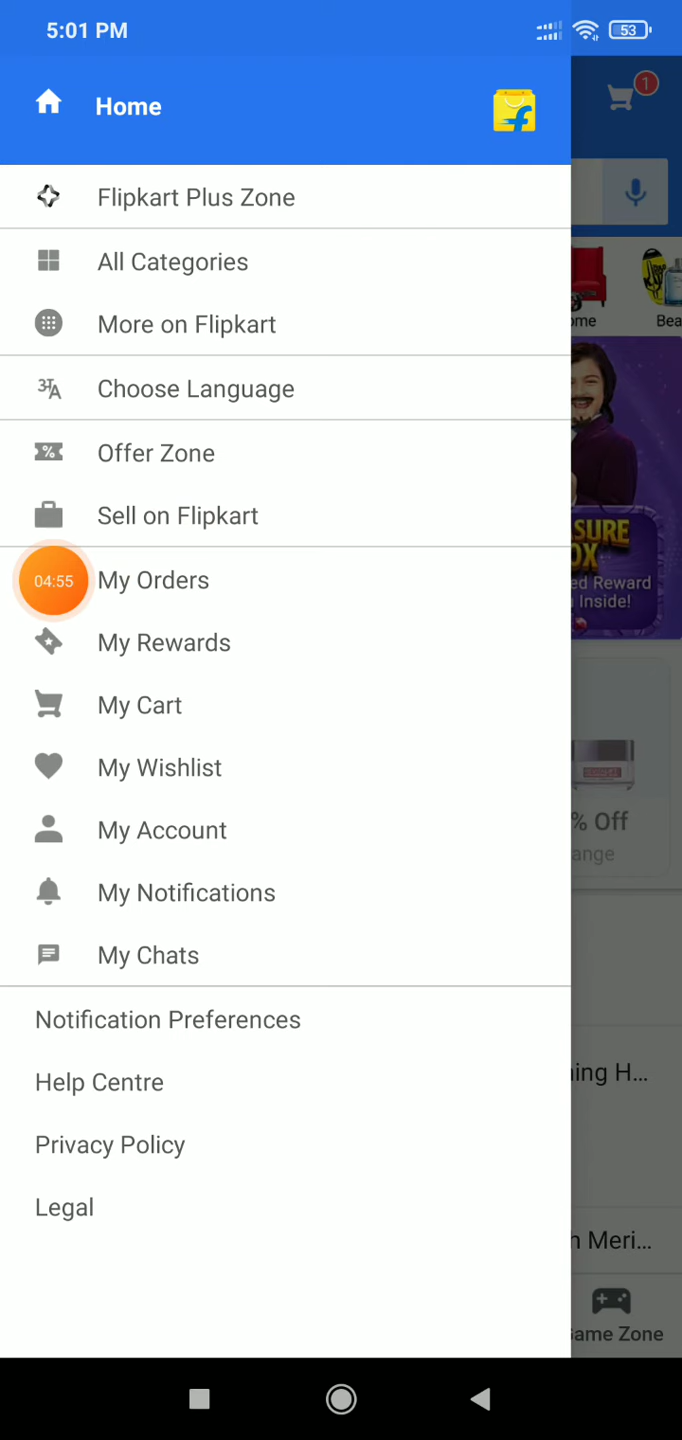 5:01 PM
53
Home
1
Flipkart Plus Zone
All Categories
More on Flipkart
Choose Language
Offer Zone
Sell on Flipkart
04:55
My Orders
My Rewards
My Cart
My Wishlist
My Account
My Notifications
My Chats
Notification Preferences
Help Centre
Privacy Policy
Legal
ome
Bea
SURE
OX
ed Reward
Inside!
% Off
ange
ning H...
h Meri...
Game Zone